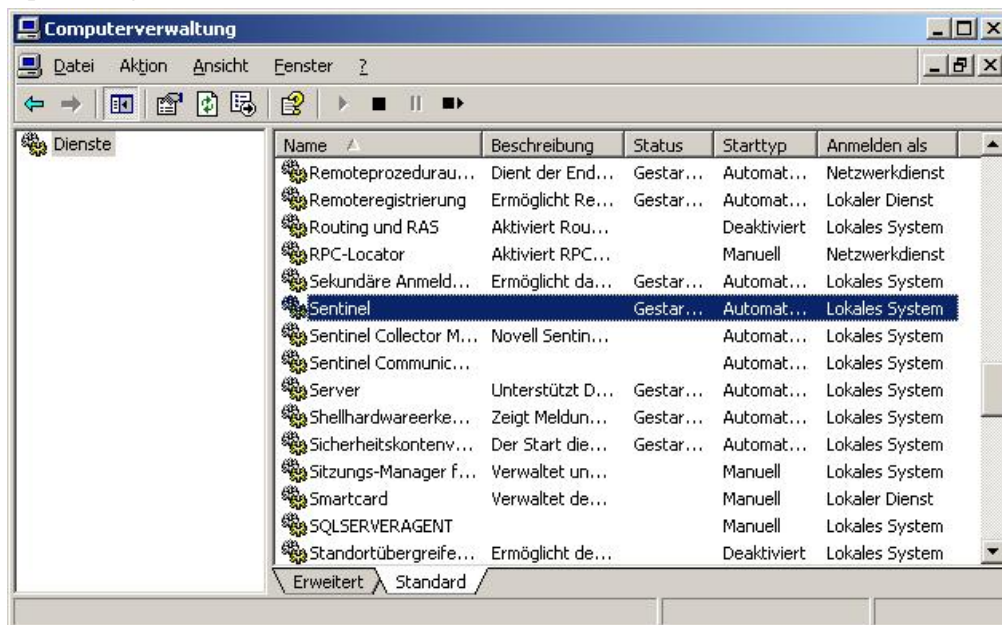 Computerverwaltung
Datei Aktion Ansicht Fenster ?
Dienste
Name Beschreibung Status Starttyp Anmelden als
Remoteprozedurau... Dient der End... Gestar... Automat... Netzwerkdienst
Remoteregistrierung Ermöglicht Re... Gestar... Automat... Lokaler Dienst
Routing und RAS Aktiviert Rou... Deaktiviert Lokales System
RPC-Locator Aktiviert RPC... Manuell Netzwerkdienst
Sekundäre Anmeld... Ermöglicht da... Gestar... Automat... Lokales System
Sentinel Gestar... Automat... Lokales System
Sentinel Collector M... Novell Sentin... Automat... Lokales System
Sentinel Communic... Automat... Lokales System
Server Unterstützt D... Gestar... Automat... Lokales System
Shellhardwareerke... Zeigt Meldun... Gestar... Automat... Lokales System
Sicherheitskontenv... Der Start die... Gestar... Automat... Lokales System
Sitzungs-Manager f... Verwaltet un... Manuell Lokales System
Smartcard Verwaltet de... Manuell Lokaler Dienst
SQLSERVERAGENT Manuell Lokales System
Standortübergreife... Ermöglicht de... Deaktiviert Lokales System
Erweitert Standard